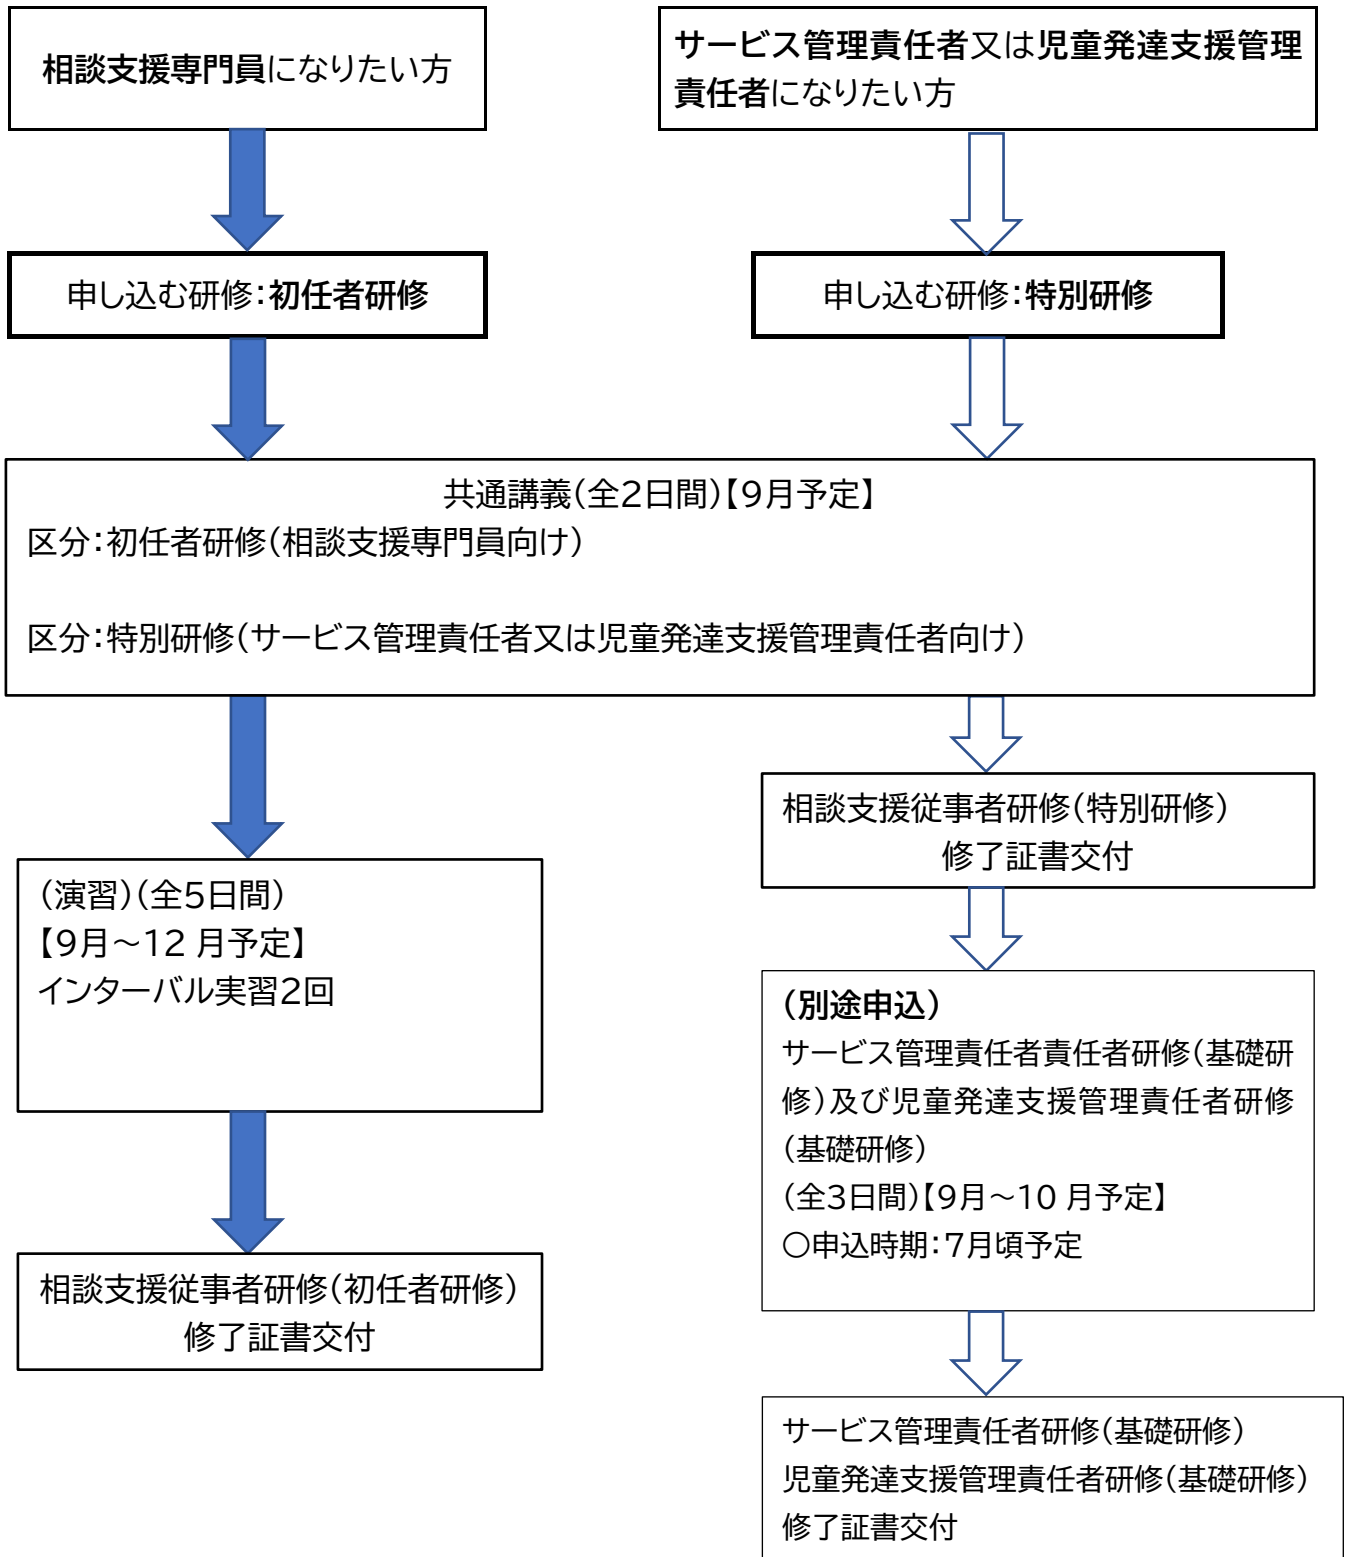 相談支援専門員になりたい方
サービス管理責任者又は児童発達支援管理
責任者になりたい方
申し込む研修：初任者研修
申し込む研修：特別研修
共通講義（全２日間）【９月予定】
区分：初任者研修（相談支援専門員向け）
区分：特別研修（サービス管理責任者又は児童発達支援管理責任者向け）
相談支援従事者研修（特別研修）
修了証書交付
（演習）（全５日間）
【９月～12 月予定】
インターバル実習２回
（別途申込）
サービス管理責任者責任者研修（基礎研
修）及び児童発達支援管理責任者研修
（基礎研修）
（全３日間）【９月～10 月予定】
○申込時期：７月頃予定
相談支援従事者研修（初任者研修）
修了証書交付
サービス管理責任者研修（基礎研修）
児童発達支援管理責任者研修（基礎研修）
修了証書交付